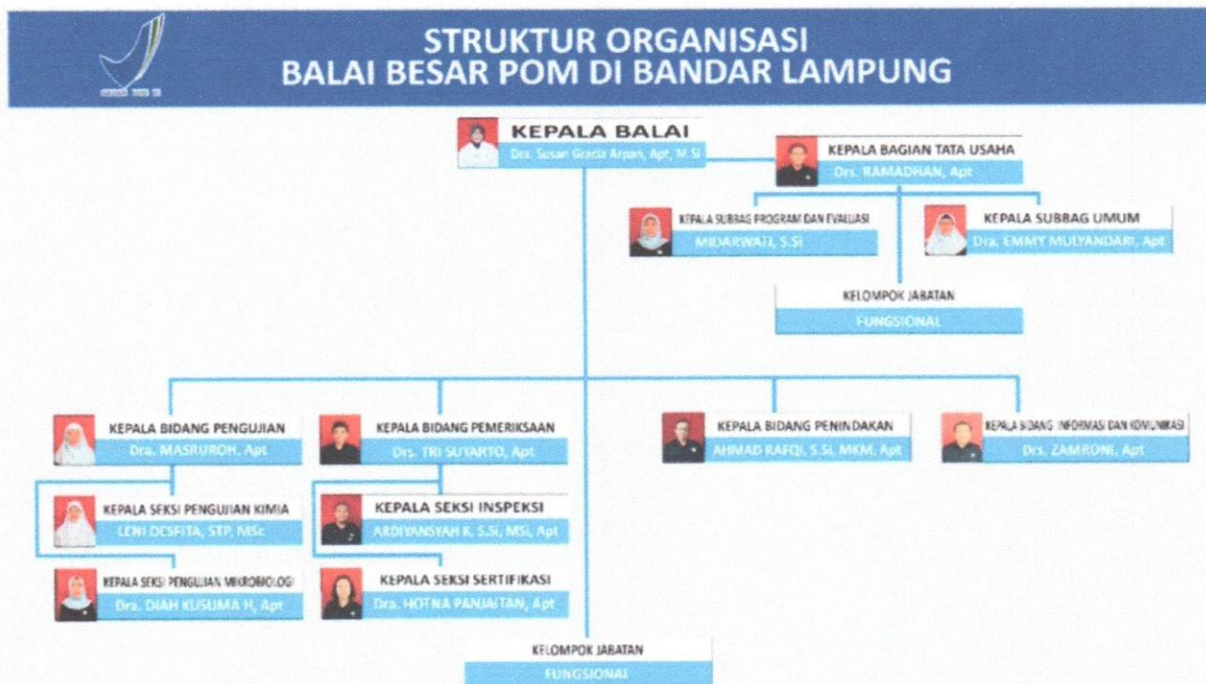 STRUKTUR ORGANISASI
BALAI BESAR POM DI BANDAR LAMPUNG
KEPALA BALAI
Dra. Susan Gracia Arpan, Apt, M.Si
KEPALA BAGIAN TATA USAHA
Drs. RAMADHAN, Apt
KEPALA SUBBAG PROGRAM DAN EVALUASI
MIDARWATI, S.Si
KEPALA SUBBAG UMUM
Dra. EMMY MULYANDARI, Apt
KELOMPOK JABATAN
FUNGSIONAL
KEPALA BIDANG PENGUJIAN
Dra. MASRUROH, Apt
KEPALA BIDANG PEMERIKSAAN
Drs. TRI SUYARTO, Apt
KEPALA BIDANG PENINDAKAN
AHMAD RAFQI, S.Si, MKM, Apt
KEPALA BIDANG INFORMASI DAN KOMUNIKASI
Drs. ZAMRONI, Apt
KEPALA SEKSI PENGUJIAN KIMIA
LENI DESFITA, STP, MSc
KEPALA SEKSI INSPEKSI
ARDIYANSYAH K, S.Si, MSi, Apt
KEPALA SEKSI PENGUJIAN MIKROBIOLOGI
Dra. DIAH KUSUMA H, Apt
KEPALA SEKSI SERTIFIKASI
Dra. HOTNA PANJAITAN, Apt
KELOMPOK JABATAN
FUNGSIONAL